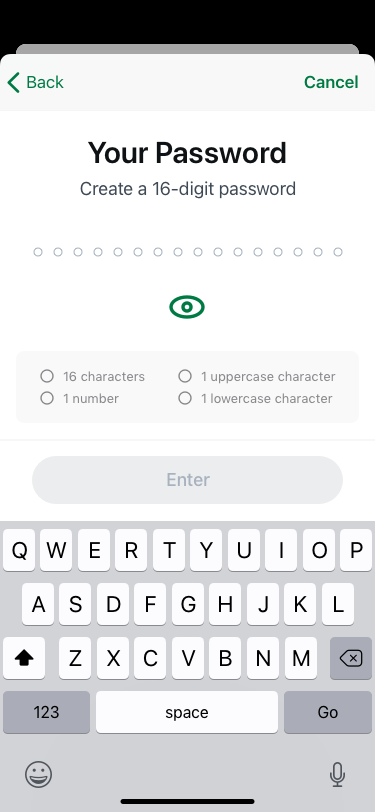 Back Cancel
Your Password
Create a 16-digit password
16 characters 1 uppercase character
1 number 1 lowercase character
Enter
Q W E R T Y U I O P
A S D F G H J K L
Z X C V B N M
123 space Go